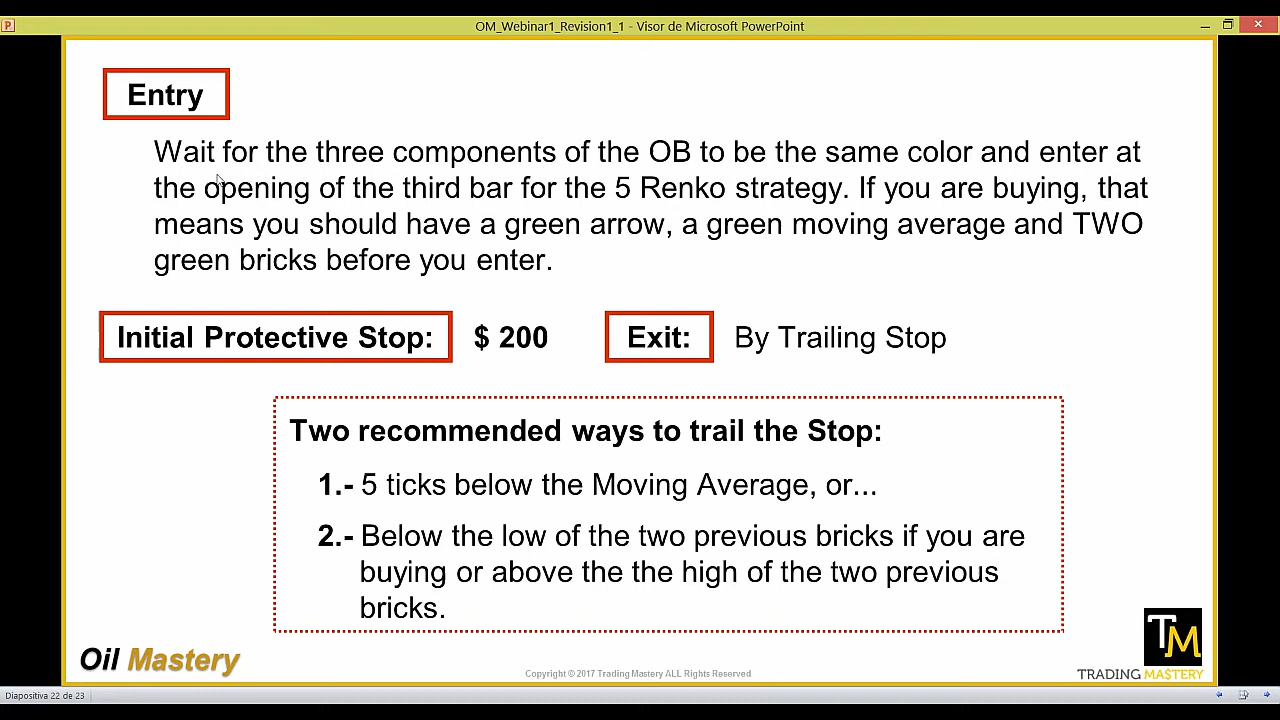 OM_Webinar1_Revision1_1 - Visor de Microsoft PowerPoint
Entry
Wait for the three components of the OB to be the same color and enter at
the opening of the third bar for the 5 Renko strategy. If you are buying, that
means you should have a green arrow, a green moving average and TWO
green bricks before you enter.
Initial Protective Stop: $ 200 Exit: By Trailing Stop
Two recommended ways to trail the Stop:
1.- 5 ticks below the Moving Average, or...
2.- Below the low of the two previous bricks if you are
buying or above the the high of the two previous
bricks.
Oil Mastery
Copyright © 2017 Trading Mastery ALL Rights Reserved
TM
TRADING MASTERY
Diapositiva 22 de 23